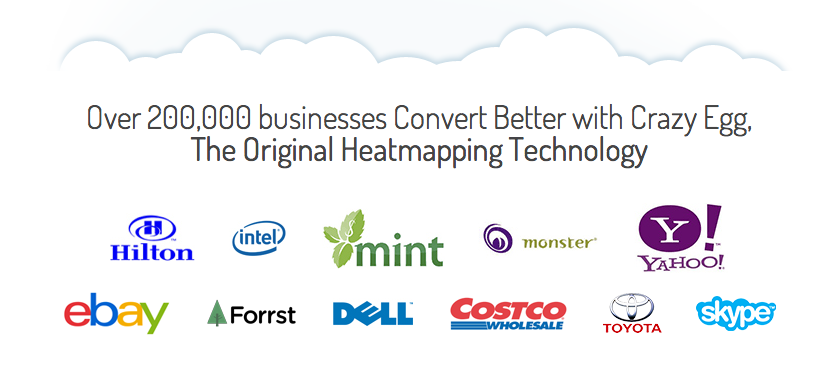 Over 200,000 businesses Convert Better with Crazy Egg,
The Original Heatmapping Technology
Hilton
intel
mint
monster
Y!
YAHOO!
ebay
Forrst
DELL
COSTCO
WHOLESALE
TOYOTA
skype